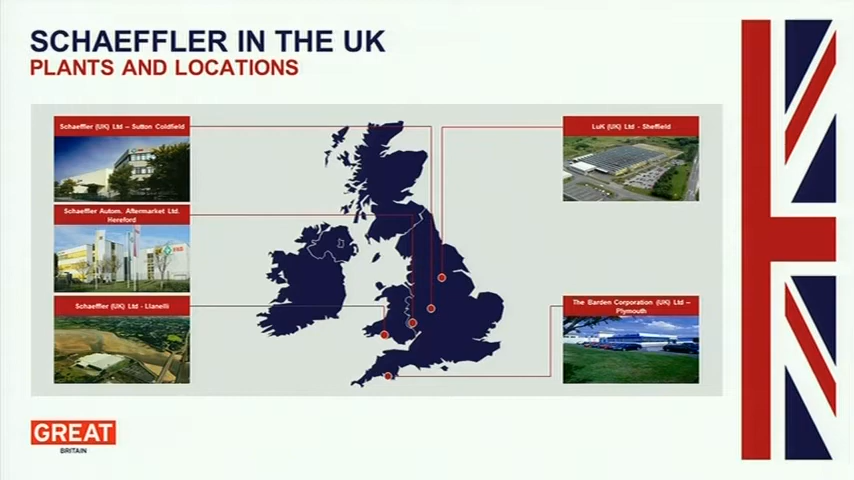 SCHAEFFLER IN THE UK
PLANTS AND LOCATIONS
Schaeffler (UK) Ltd – Sutton Coldfield
Schaeffler Autom. Aftermarket Ltd.
Hereford
Schaeffler (UK) Ltd - Llanelli
LuK (UK) Ltd - Sheffield
The Barden Corporation (UK) Ltd –
Plymouth
GREAT
BRITAIN